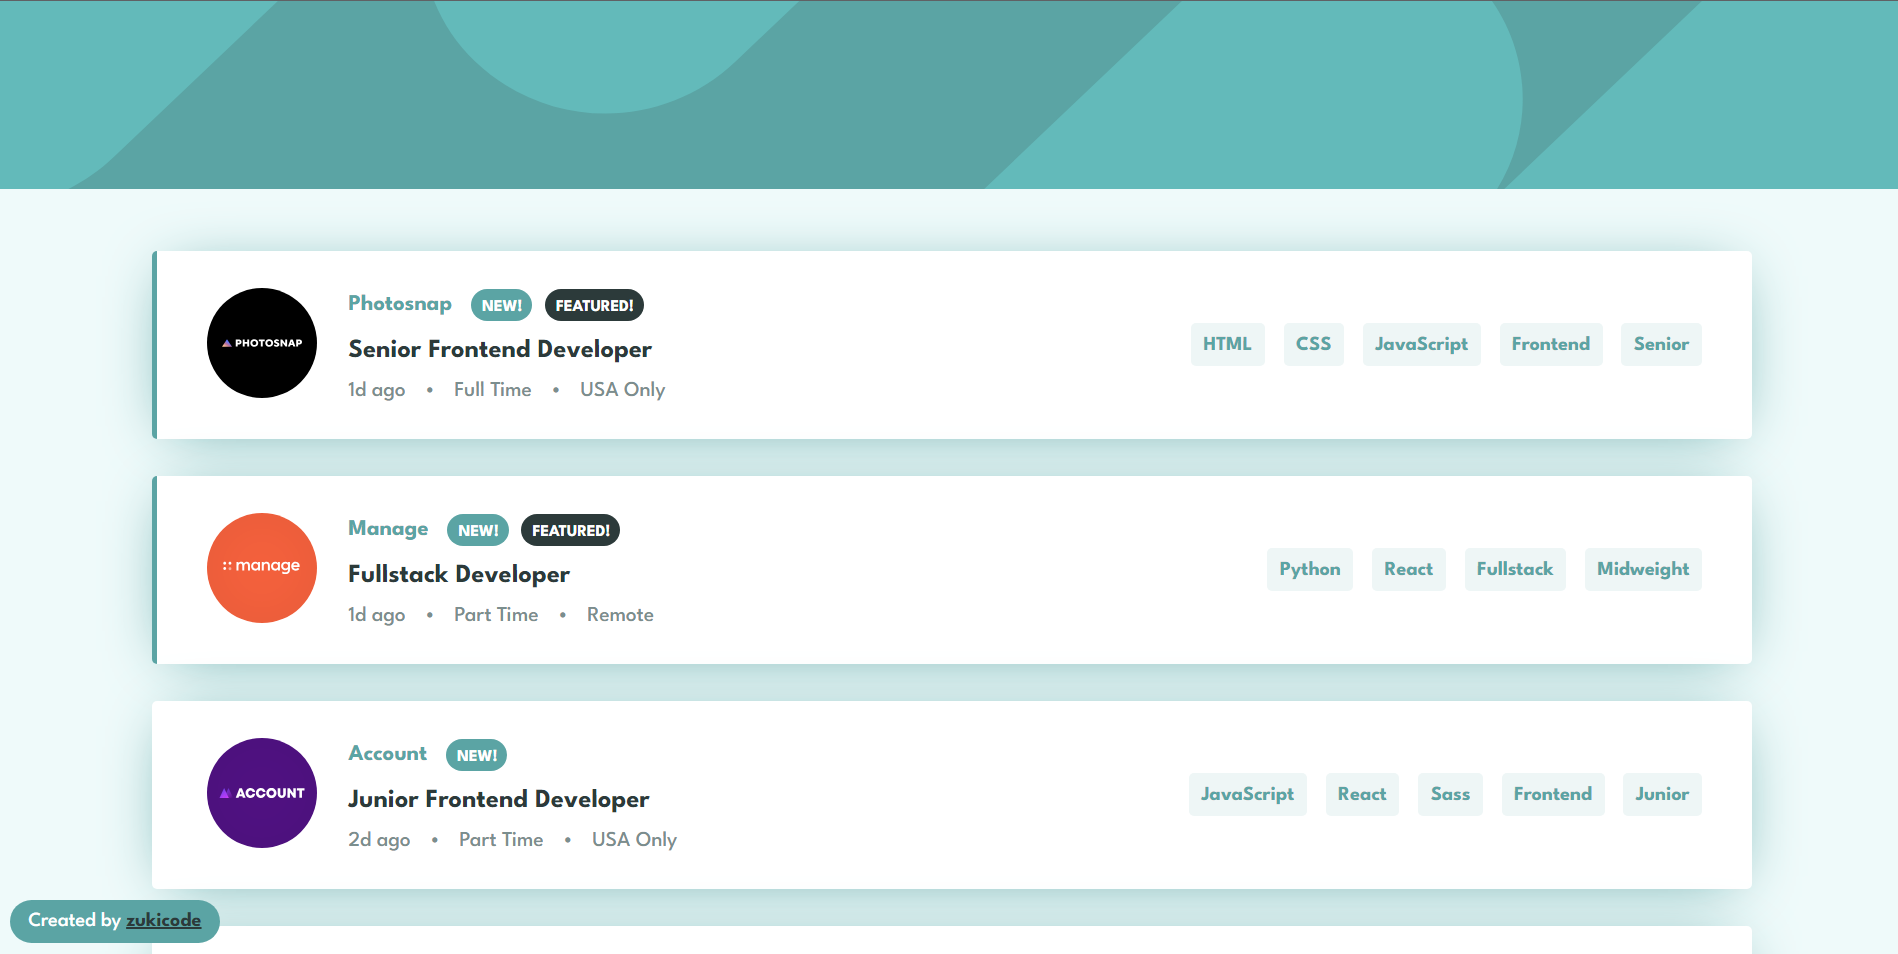 PHOTOSNAP
Photosnap NEW! FEATURED!
Senior Frontend Developer
1d ago • Full Time • USA Only
HTML CSS JavaScript Frontend Senior
manage
Manage NEW! FEATURED!
Fullstack Developer
1d ago • Part Time • Remote
Python React Fullstack Midweight
ACCOUNT
Account NEW!
Junior Frontend Developer
2d ago • Part Time • USA Only
JavaScript React Sass Frontend Junior
Created by zukicode